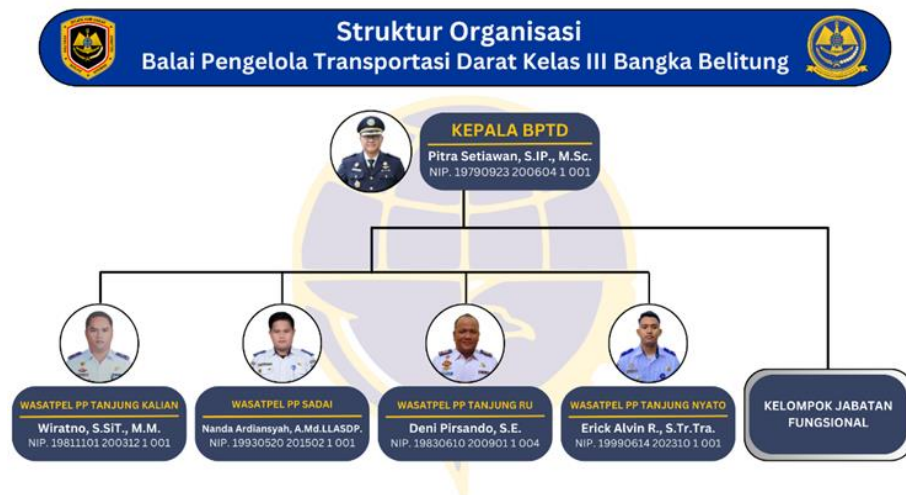 Struktur Organisasi
Balai Pengelola Transportasi Darat Kelas III Bangka Belitung
KEPALA BPTD
Pitra Setiawan, S.IP., M.Sc.
NIP. 19790923 200604 1 001
WASATPEL PP TANJUNG KALIAN
Wiratno, S.SiT., M.M.
NIP. 19811101 200312 1 001
WASATPEL PP SADAI
Nanda Ardiansyah, A.Md.LLASDP.
NIP. 19930520 201502 1 001
WASATPEL PP TANJUNG RU
Deni Pirsando, S.E.
NIP. 19830610 200901 1 004
WASATPEL PP TANJUNG NYATO
Erick Alvin R., S.Tr.Tra.
NIP. 19990614 202310 1 001
KELOMPOK JABATAN
FUNGSIONAL